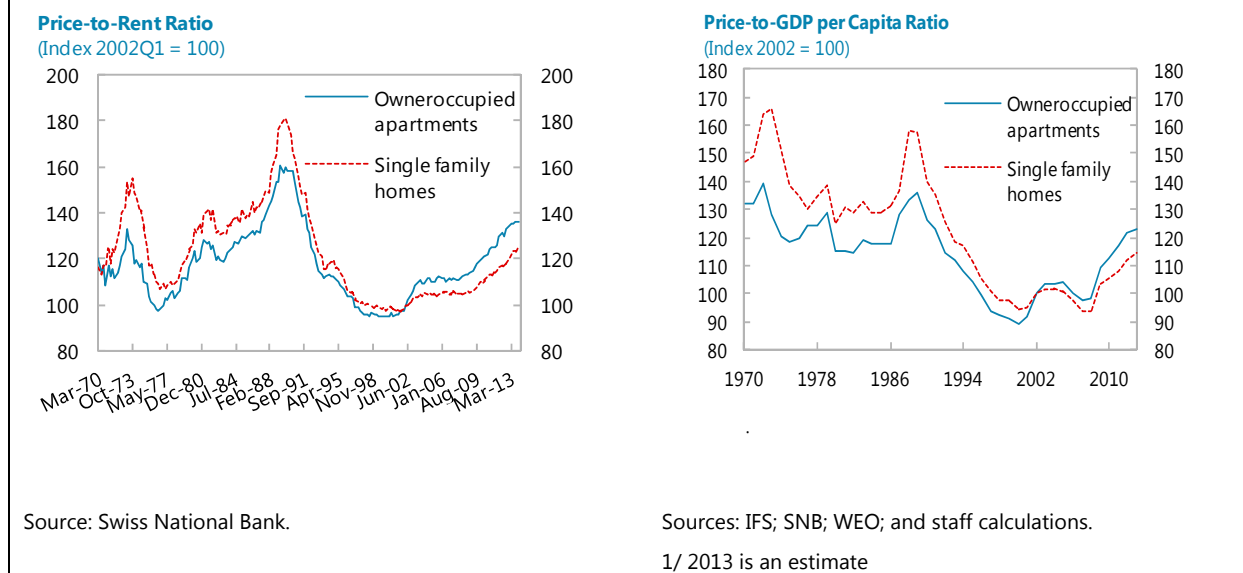 Price-to-Rent Ratio
(Index 2002Q1 = 100)
200
180
160
140
120
100
80
200
180
160
140
120
100
80
Owneroccupied
apartments
Single family
homes
Mar-70
Oct-73
May-77
Dec-80
Jul-84
Feb-88
Sep-91
Apr-95
Nov-98
Jun-02
Jan-06
Aug-09
Mar-13
Source: Swiss National Bank.
Price-to-GDP per Capita Ratio
(Index 2002 = 100)
180
170
160
150
140
130
120
110
100
90
80
180
170
160
150
140
130
120
110
100
90
80
Owneroccupied
apartments
Single family
homes
1970 1978 1986 1994 2002 2010
.
Sources: IFS; SNB; WEO; and staff calculations.
1/ 2013 is an estimate